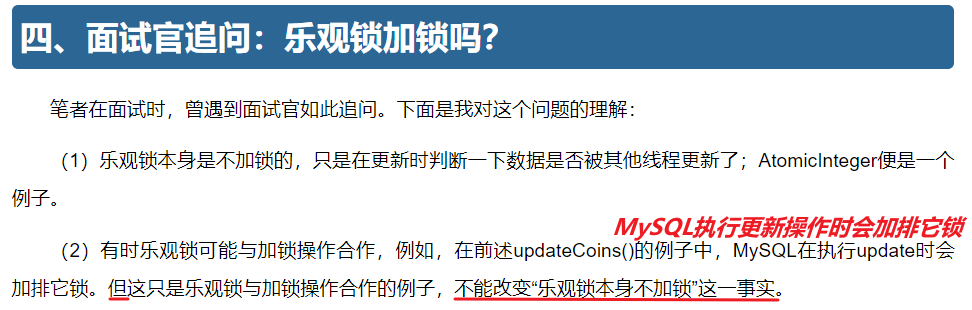 四、面试官追问：乐观锁加锁吗？
笔者在面试时，曾遇到面试官如此追问。下面是我对这个问题的理解：
（1）乐观锁本身是不加锁的，只是在更新时判断一下数据是否被其他线程更新了；AtomicInteger便是一个
例子。
MySQL执行更新操作时会加排它锁
（2）有时乐观锁可能与加锁操作合作，例如，在前述updateCoins()的例子中，MySQL在执行update时会
加排它锁。但这只是乐观锁与加锁操作合作的例子，不能改变“乐观锁本身不加锁”这一事实。